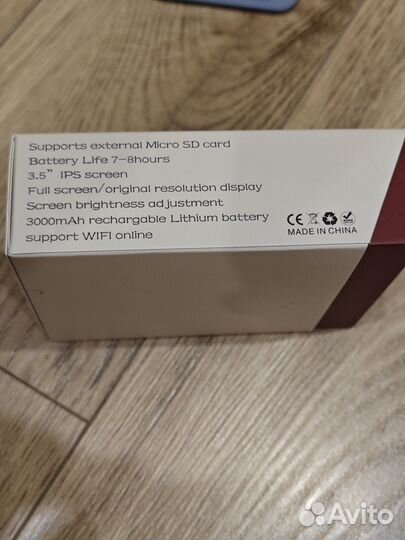 Supports external Micro SD card
Battery Life 7-8hours
3.5" IPS screen
Full screen/original resolution display
Screen brightness adjustment
3000mAh rechargable Lithium battery
support WIFI online
CE
MADE IN CHINA
Avito